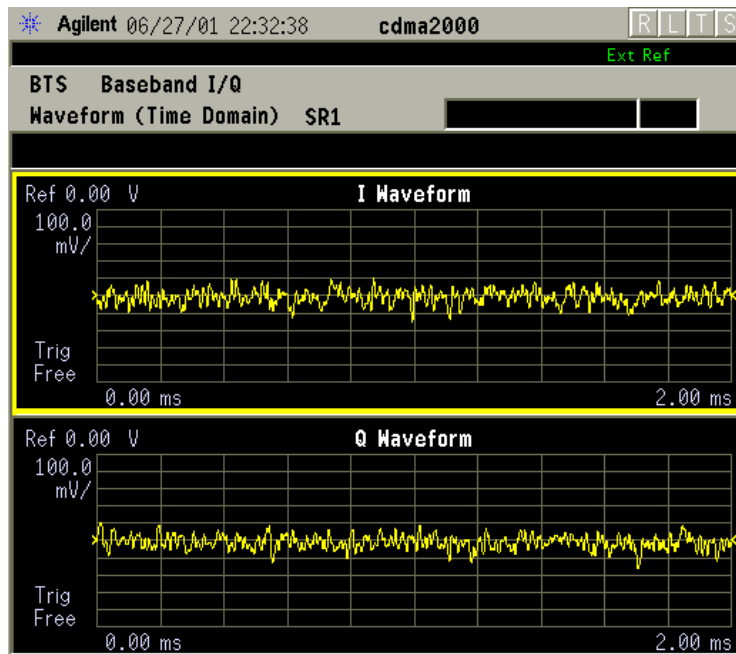 Agilent 06/27/01 22:32:38 cdma2000 R L T S
Ext Ref
BTS Baseband I/Q
Waveform (Time Domain) SR1
Ref 0.00 V I Waveform
100.0
mV/
Trig
Free
0.00 ms 2.00 ms
Ref 0.00 V Q Waveform
100.0
mV/
Trig
Free
0.00 ms 2.00 ms